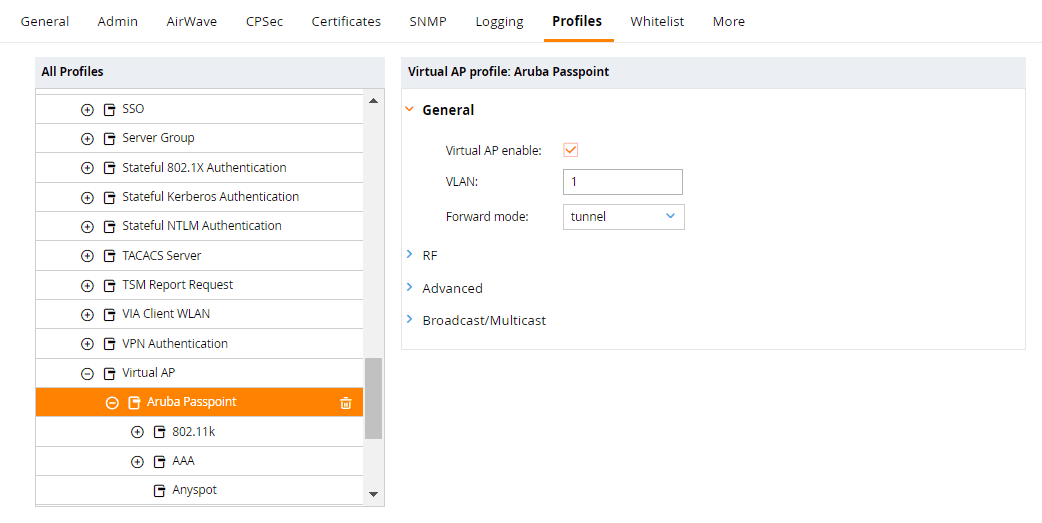 General Admin AirWave CPSec Certificates SNMP Logging Profiles Whitelist More
All Profiles
SSO
Server Group
Stateful 802.1X Authentication
Stateful Kerberos Authentication
Stateful NTLM Authentication
TACACS Server
TSM Report Request
VIA Client WLAN
VPN Authentication
Virtual AP
Aruba Passpoint
802.11k
AAA
Anyspot
Virtual AP profile: Aruba Passpoint
General
Virtual AP enable:
VLAN: 1
Forward mode: tunnel
RF
Advanced
Broadcast/Multicast